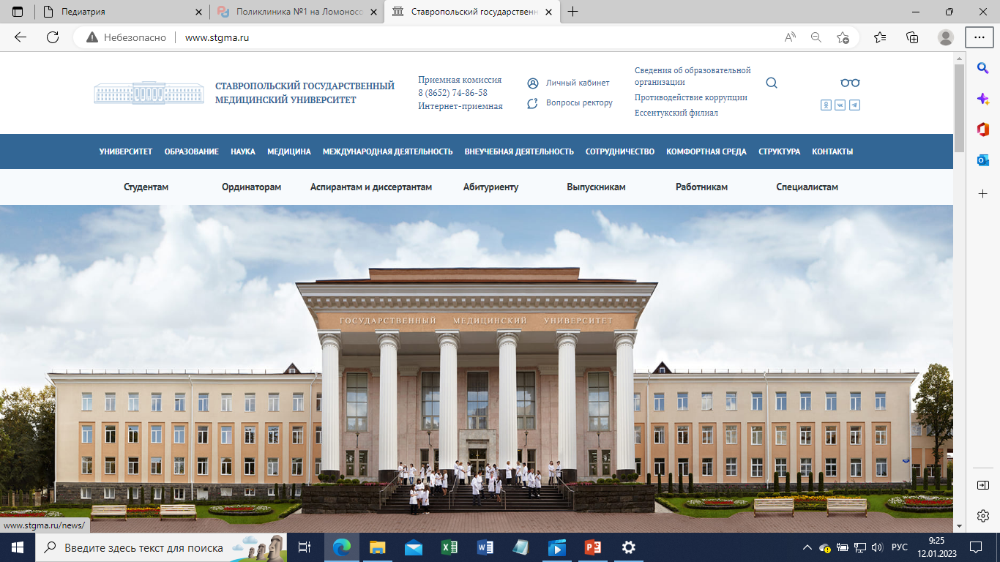 Педиатрия
Поликлиника №1 на Ломоносо
Ставропольский государственн
Небезопасно
www.stgma.ru
СТАВРОПОЛЬСКИЙ ГОСУДАРСТВЕННЫЙ
МЕДИЦИНСКИЙ УНИВЕРСИТЕТ
Приемная комиссия
8 (8652) 74-86-58
Интернет-приемная
Личный кабинет
Вопросы ректору
Сведения об образовательной
организации
Противодействие коррупции
Ессентукский филиал
УНИВЕРСИТЕТ ОБРАЗОВАНИЕ НАУКА МЕДИЦИНА МЕЖДУНАРОДНАЯ ДЕЯТЕЛЬНОСТЬ ВНЕУЧЕБНАЯ ДЕЯТЕЛЬНОСТЬ СОТРУДНИЧЕСТВО КОМФОРТНАЯ СРЕДА СТРУКТУРА КОНТАКТЫ
Студентам Ординаторам Аспирантам и диссертантам Абитуриенту Выпускникам Работникам Специалистам
ГОСУДАРСТВЕННЫЙ МЕДИЦИНСКИЙ УНИВЕРСИТЕТ
www.stgma.ru/news/
Введите здесь текст для поиска
РУС
9:25
12.01.2023